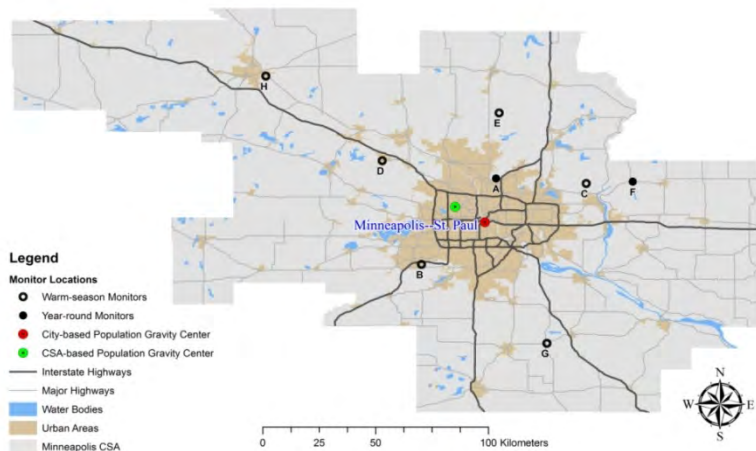 H
E
D
A
C
F
Minneapolis--St. Paul
B
G
Legend
Monitor Locations
Warm-season Monitors
Year-round Monitors
City-based Population Gravity Center
CSA-based Population Gravity Center
Interstate Highways
Major Highways
Water Bodies
Urban Areas
Minneapolis CSA
0 25 50 100 Kilometers
N
W E
S